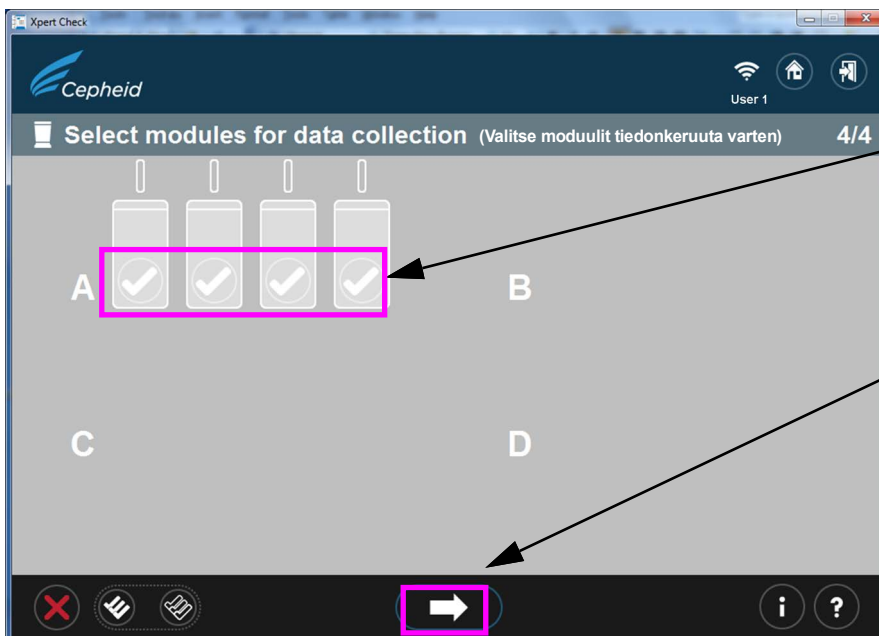 Xpert Check
Cepheid
User 1
Select modules for data collection (Valitse moduulit tiedonkeruuta varten) 4/4
A
B
C
D
i ?